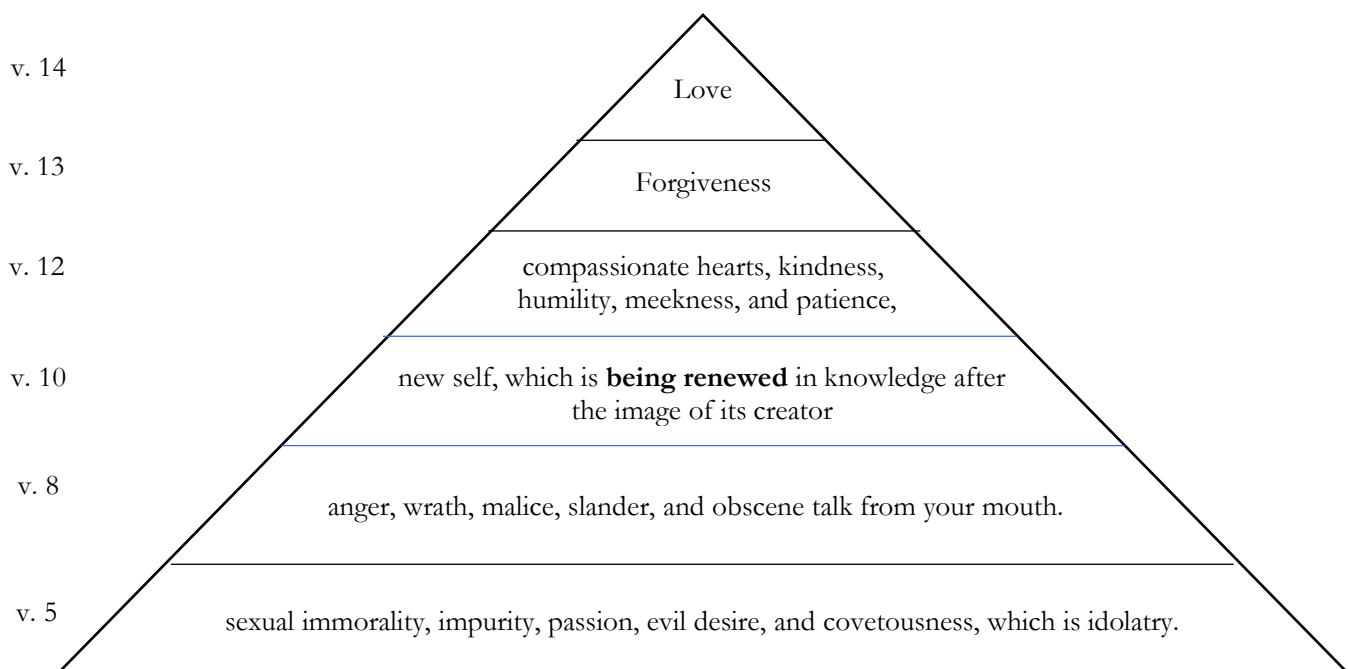 v. 14
Love
v. 13
Forgiveness
v. 12
compassionate hearts, kindness,
humility, meekness, and patience,
v. 10
new self, which is being renewed in knowledge after
the image of its creator
v. 8
anger, wrath, malice, slander, and obscene talk from your mouth.
v. 5
sexual immorality, impurity, passion, evil desire, and covetousness, which is idolatry.